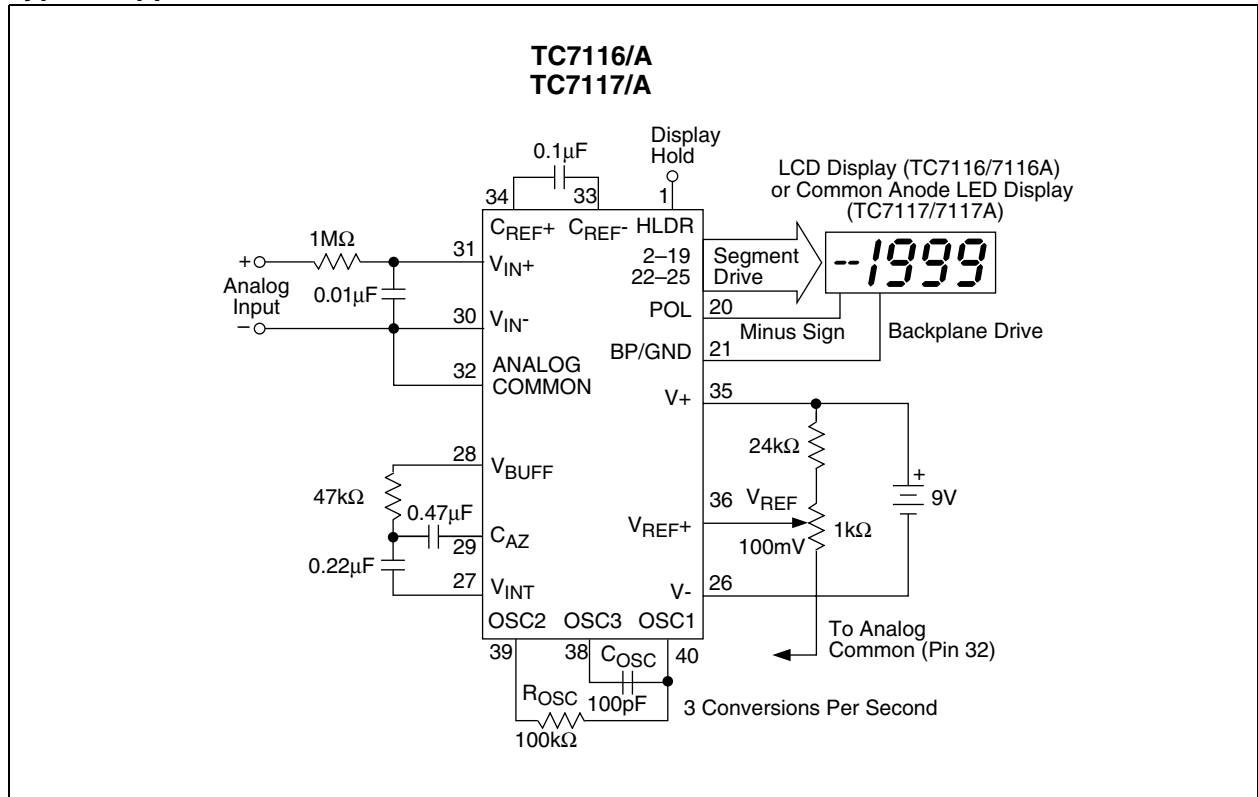 TC7116/A
TC7117/A
Display
Hold
0.1µF
LCD Display (TC7116/7116A)
or Common Anode LED Display
(TC7117/7117A)
34
33
1
CREF+
CREF-
HLDR
1MΩ
31
VIN+
2–19
22–25
Segment
Drive
--1999
+
Analog
Input
–
0.01µF
30
VIN-
POL
20
Minus Sign
Backplane Drive
BP/GND
21
32
ANALOG
COMMON
V+
35
24kΩ
28
VBUFF
+
9V
47kΩ
0.47µF
36
VREF
VREF+
1kΩ
100mV
29
CAZ
0.22µF
27
VINT
V-
26
OSC2
OSC3
OSC1
To Analog
Common (Pin 32)
39
38
COSC
40
100pF
ROSC
3 Conversions Per Second
100kΩ